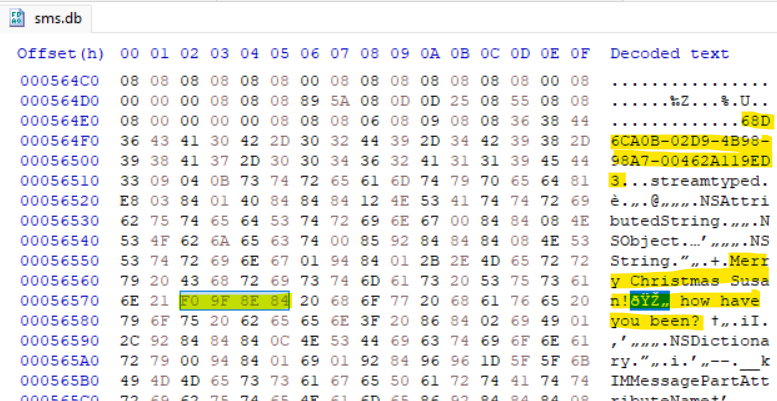 sms.db
Offset(h) 00 01 02 03 04 05 06 07 08 09 0A 0B 0C 0D 0E 0F Decoded text
000564C0 08 08 08 08 08 08 00 08 08 08 08 08 08 08 00 08 ................
000564D0 00 00 00 08 08 08 89 5A 08 0D 0D 25 08 55 08 08 ......‰Z...%.U..
000564E0 08 00 00 00 00 08 08 08 06 08 09 08 08 36 38 44 .............68D
000564F0 36 43 41 30 42 2D 30 32 44 39 2D 34 42 39 38 2D 6CA0B-02D9-4B98-
00056500 39 38 41 37 2D 30 30 34 36 32 41 31 31 39 45 44 98A7-00462A119ED
00056510 33 09 04 0B 73 74 72 65 61 6D 74 79 70 65 64 81 3...streamtyped.
00056520 E8 03 84 01 40 84 84 84 12 4E 53 41 74 74 72 69 è.„.@„„„.NSAttri
00056530 62 75 74 65 64 53 74 72 69 6E 67 00 84 84 08 4E butedString.„„.N
00056540 53 4F 62 6A 65 63 74 00 85 92 84 84 84 08 4E 53 SObject.…’„„„.NS
00056550 53 74 72 69 6E 67 01 94 84 01 2B 2E 4D 65 72 72 String.”„.+.Merr
00056560 79 20 43 68 72 69 73 74 6D 61 73 20 53 75 73 61 y Christmas Susa
00056570 6E 21 F0 9F 8E 84 20 68 6F 77 20 68 61 76 65 20 n!ðŸŽ„ how have
00056580 79 6F 75 20 62 65 65 6E 3F 20 86 84 02 69 49 01 you been? †„.iI.
00056590 2C 92 84 84 84 0C 4E 53 44 69 63 74 69 6F 6E 61 ,’„„„.NSDictiona
000565A0 72 79 00 94 84 01 69 01 92 84 96 96 1D 5F 5F 6B ry.”„.i.’„––.__k
000565B0 49 4D 4D 65 73 73 61 67 65 50 61 72 74 41 74 74 IMMessagePartAtt